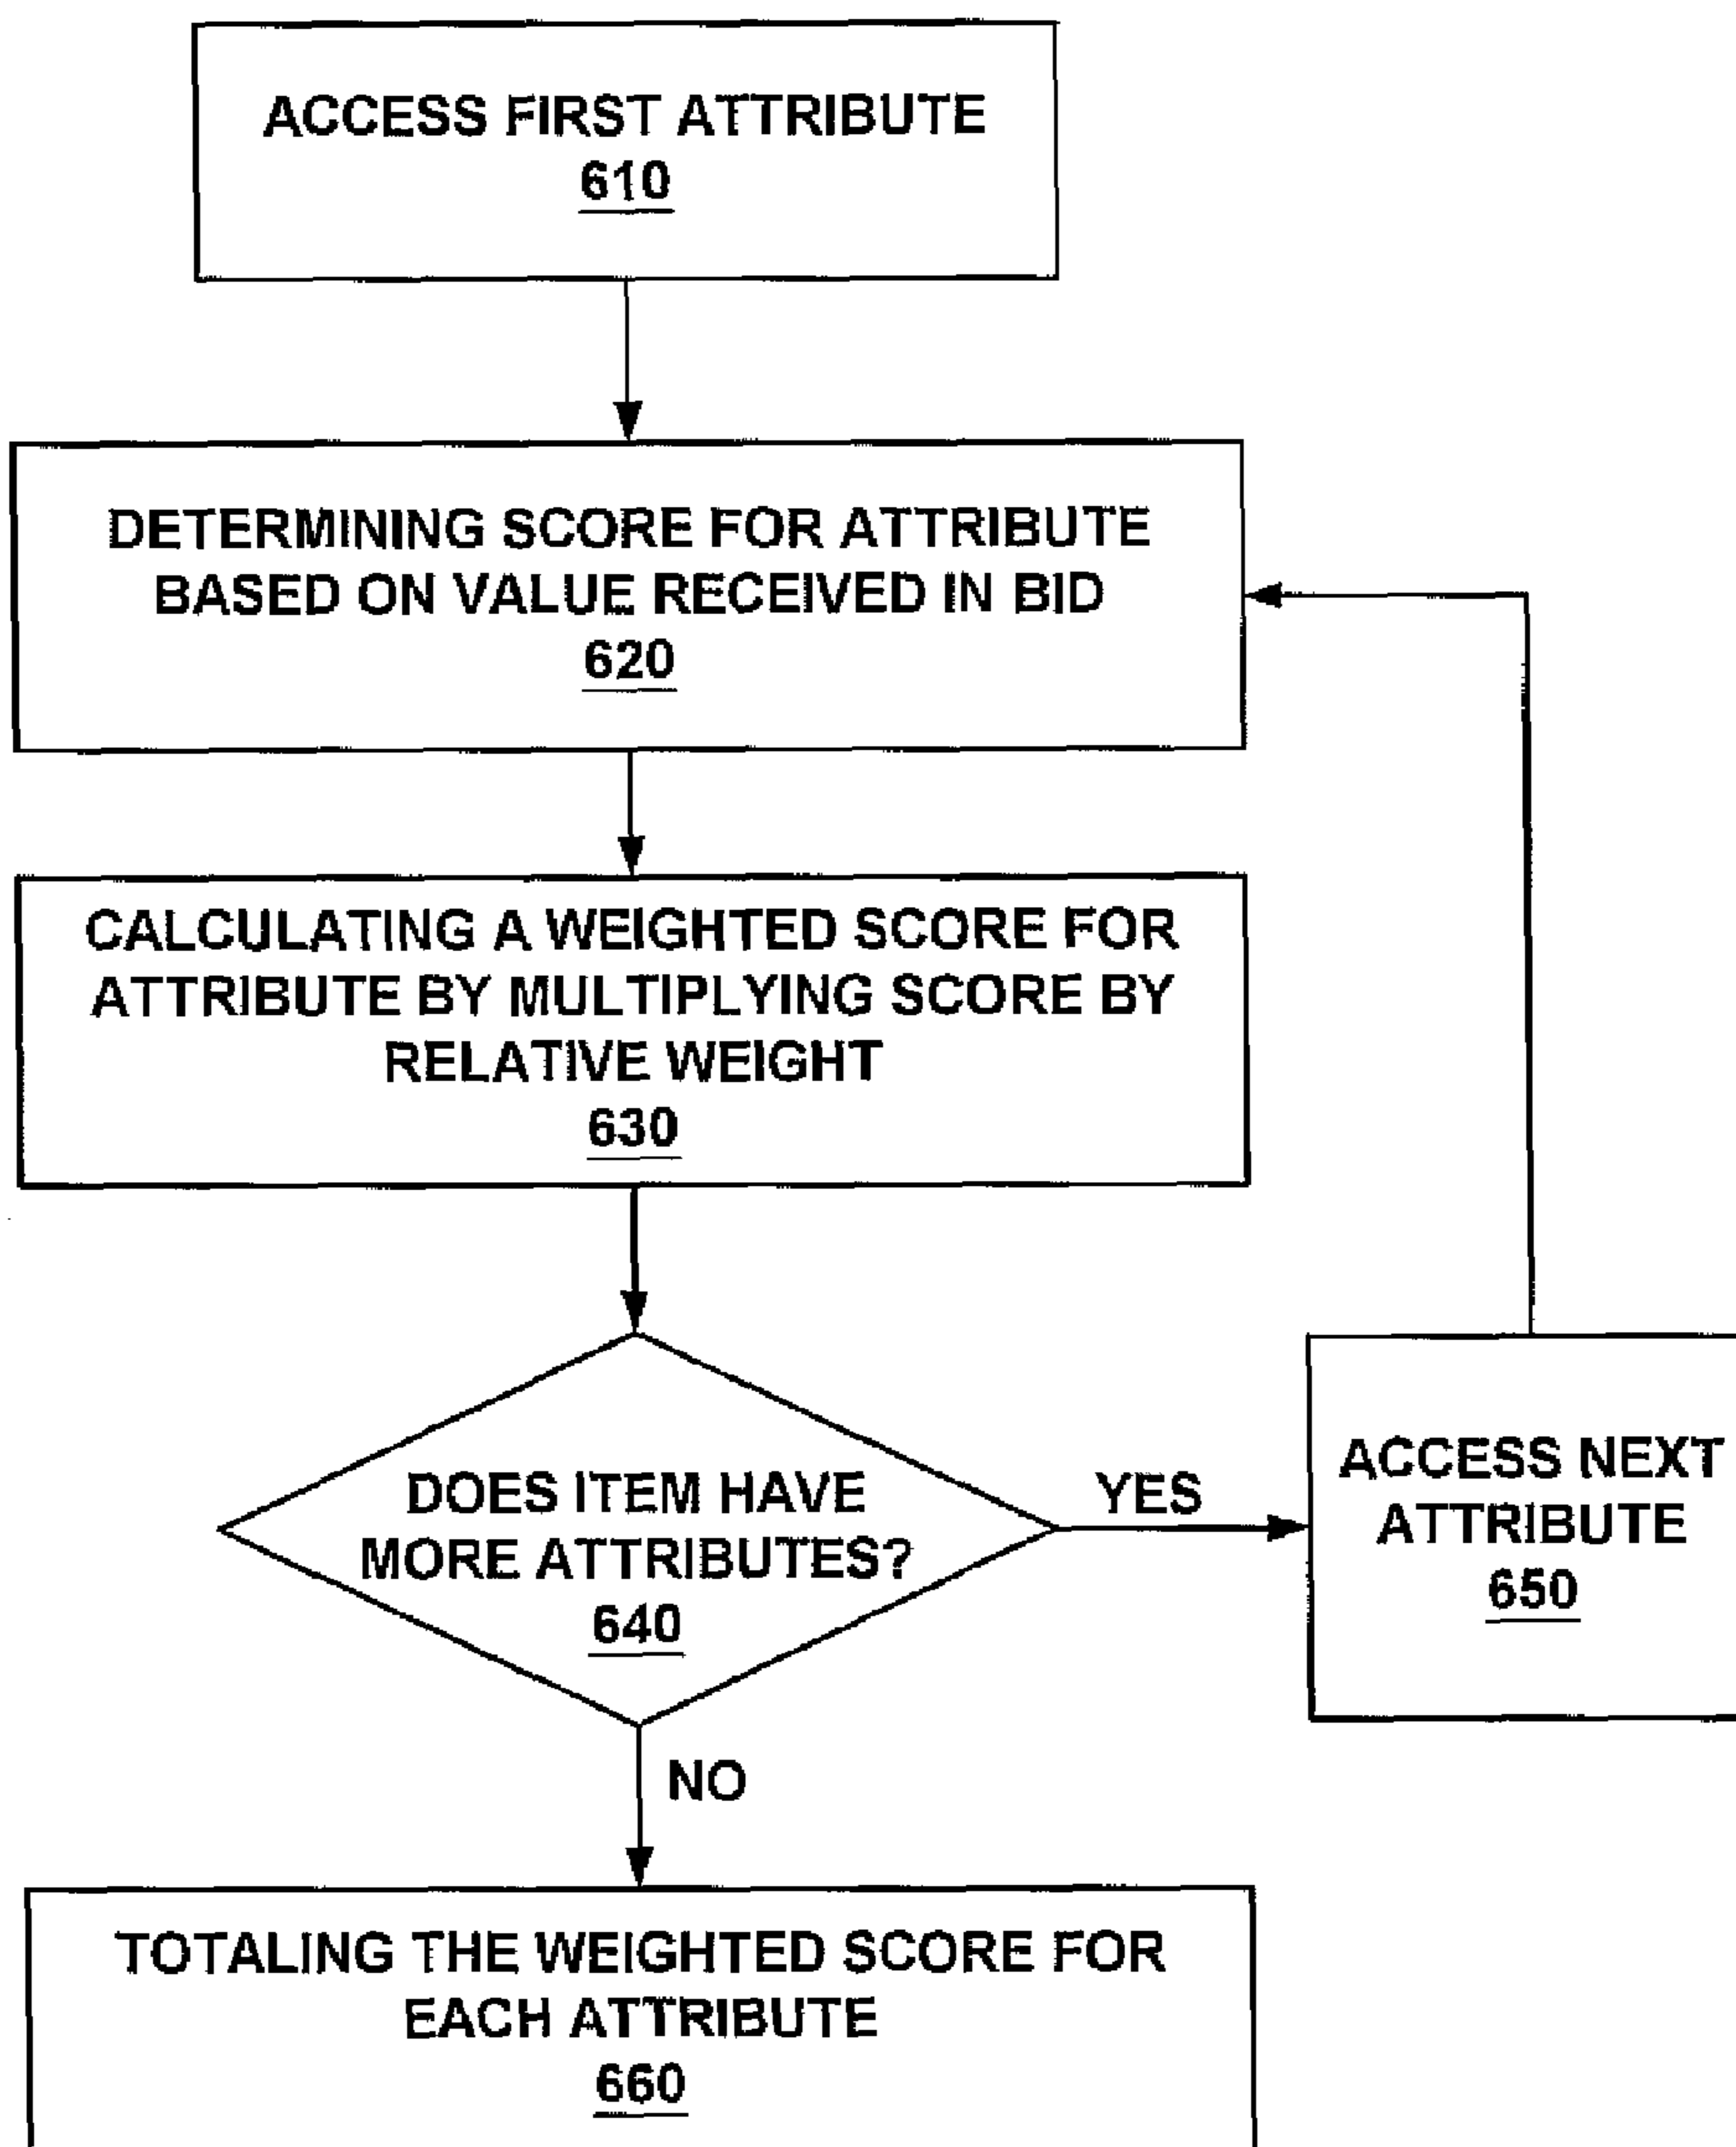 ACCESS FIRST ATTRIBUTE
610
DETERMINING SCORE FOR ATTRIBUTE
BASED ON VALUE RECEIVED IN BID
620
CALCULATING A WEIGHTED SCORE FOR
ATTRIBUTE BY MULTIPLYING SCORE BY
RELATIVE WEIGHT
630
DOES ITEM HAVE
MORE ATTRIBUTES?
640
YES
ACCESS NEXT
ATTRIBUTE
650
NO
TOTALING THE WEIGHTED SCORE FOR
EACH ATTRIBUTE
660